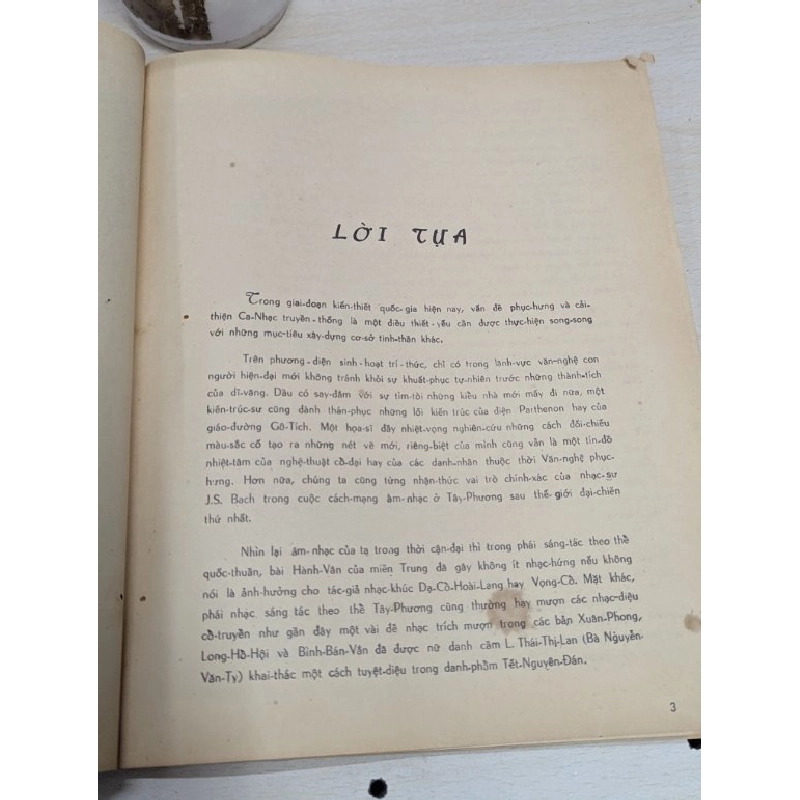 LỜI TỰA
Trong giai-đoạn kiến-thiết quốc-gia hiện nay, vấn đề phục-hưng và cải-
thiện Ca-Nhạc truyền-thống là một điều thiết-yếu cần được thực-hiện song-song
với những mục-tiêu xây-dựng cơ-sở tinh-thần khác.
Trên phương-diện sinh-hoạt trí-thức, chỉ có trong lãnh-vực văn-nghệ con
người hiện-đại mới không tránh khỏi sự khuất-phục tự-nhiên trước những thành-tích
của dĩ-vãng. Dầu có say-đắm với sự tìm-tòi những kiểu nhà mới mấy đi nữa, một
kiến-trúc-sư cũng đành thán-phục những lối kiến trúc của điện Parthenon hay của
giáo-đường Gô-Tích. Một họa-sĩ đầy nhiệt-vọng nghiên-cứu những cách đối-chiếu
màu-sắc cố tạo ra những nét vẽ mới, riêng-biệt của mình cũng vẫn là một tín-đồ
nhiệt-tâm của nghệ-thuật cổ-đại hay của các danh-nhân thuộc thời Văn-nghệ phục-
hưng. Hơn nữa, chúng ta cũng từng nhận-thức vai trò chính-xác của nhạc-sư
J.S. Bach trong cuộc cách-mạng âm-nhạc ở Tây-Phương sau thế-giới đại-chiến
thứ nhất.
Nhìn lại âm-nhạc của ta trong thời cận-đại thì trong phái sáng-tác theo thể
quốc-thuần, bài Hành-Vân của miền Trung đã gây không ít nhạc-hứng nếu không
nói là ảnh-hưởng cho tác-giả nhạc-khúc Dạ-Cổ-Hoài-Lang hay Vọng-Cổ. Mặt khác,
phái nhạc sáng tác theo thể Tây-Phương cũng thường hay mượn các nhạc-điệu
cổ-truyền như gần đây một vài đề nhạc trích mượn trong các bản Xuân-Phong,
Long-Hồ-Hội và Bình-Bán-Vắn đã được nữ danh cầm L. Thái-Thị-Lan (Bà Nguyễn-
Văn-Tỵ) khai-thác một cách tuyệt-diệu trong danh-phẩm Tết-Nguyên-Đán.
3